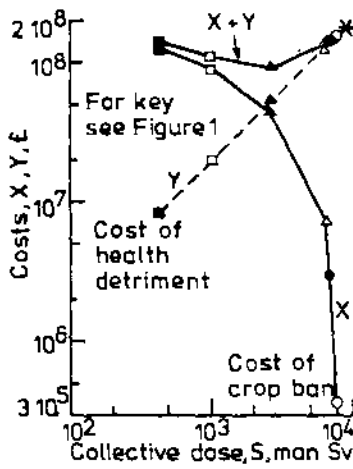 2 10⁸
10⁸
10⁷
10⁶
3 10⁵
Costs, X, Y, £
X + Y
For key
see Figure 1
Y
Cost of
health
detriment
X
Cost of
crop ban
10²
10³
10⁴
Collective dose, S, man Sv